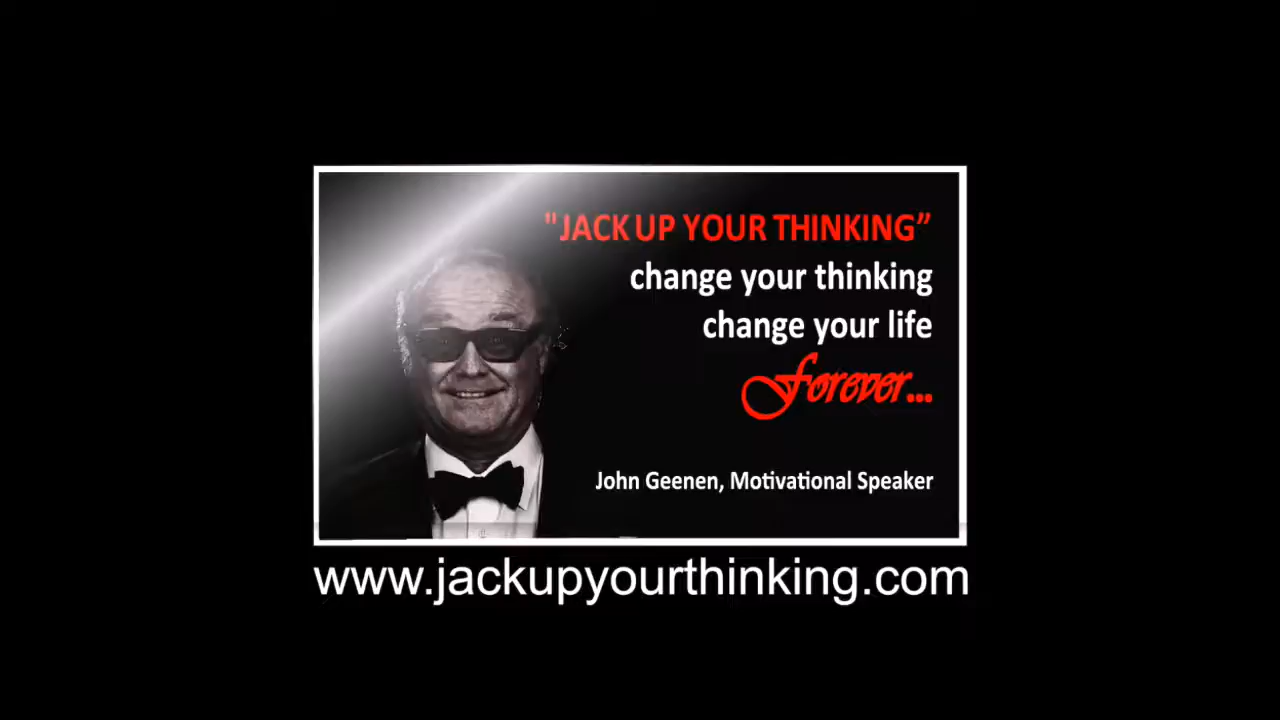 "JACK UP YOUR THINKING”
change your thinking
change your life
Forever...
John Geenen, Motivational Speaker
www.jackupyourthinking.com